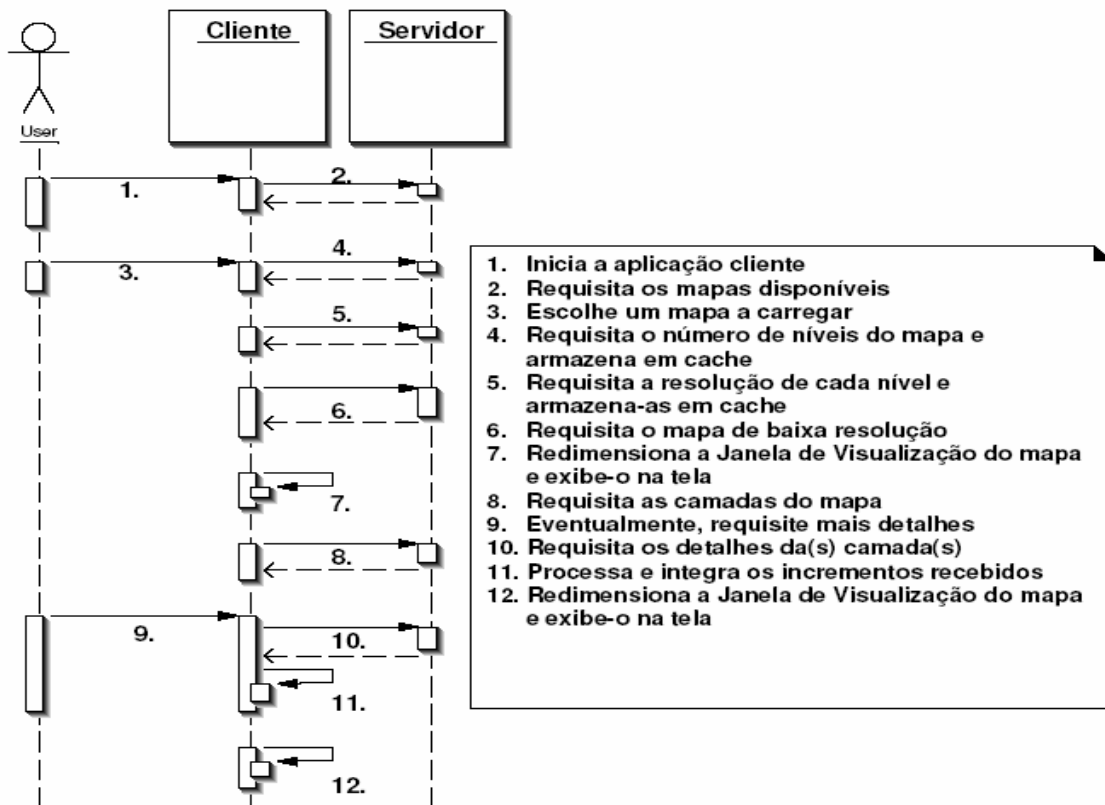 Cliente
Servidor
User
1.
2.
3.
4.
5.
6.
7.
8.
9.
10.
11.
12.
1. Inicia a aplicação cliente
2. Requisita os mapas disponíveis
3. Escolhe um mapa a carregar
4. Requisita o número de níveis do mapa e
armazena em cache
5. Requisita a resolução de cada nível e
armazena-as em cache
6. Requisita o mapa de baixa resolução
7. Redimensiona a Janela de Visualização do mapa
e exibe-o na tela
8. Requisita as camadas do mapa
9. Eventualmente, requisite mais detalhes
10. Requisita os detalhes da(s) camada(s)
11. Processa e integra os incrementos recebidos
12. Redimensiona a Janela de Visualização do mapa
e exibe-o na tela